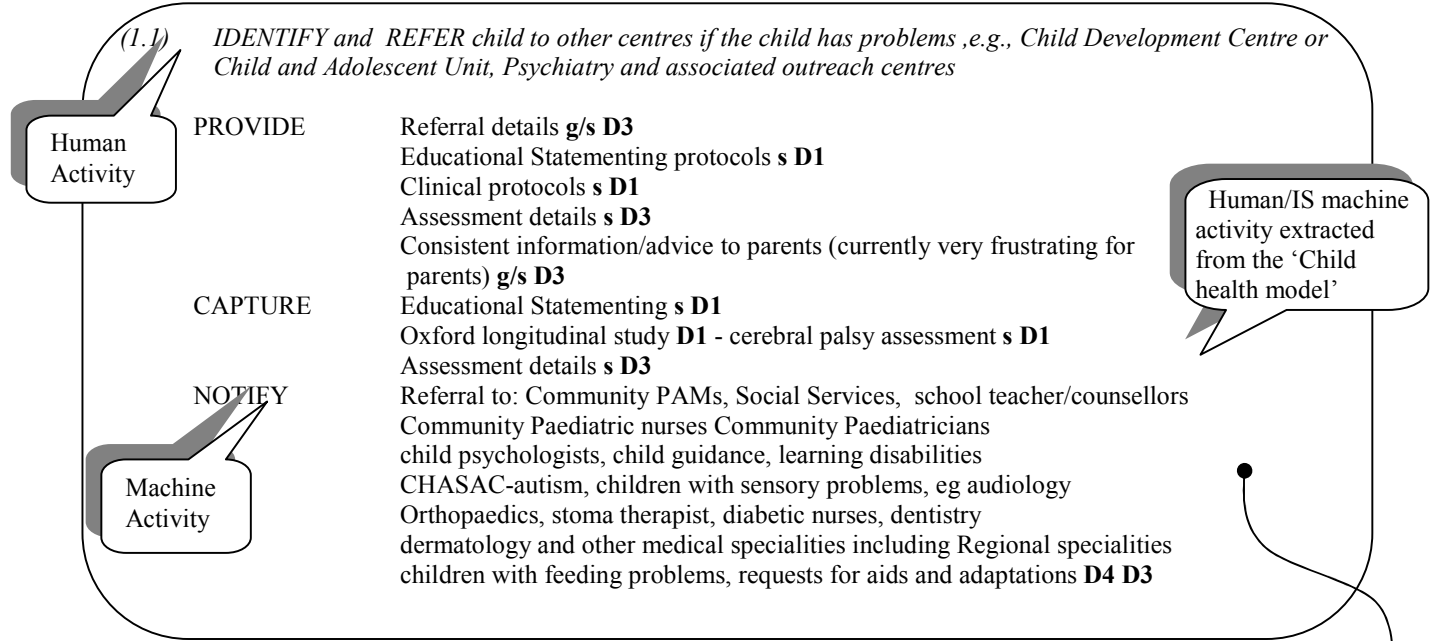 (1.1) IDENTIFY and REFER child to other centres if the child has problems ,e.g., Child Development Centre or
Child and Adolescent Unit, Psychiatry and associated outreach centres
Human
Activity
PROVIDE Referral details g/s D3
Educational Statementing protocols s D1
Clinical protocols s D1
Assessment details s D3
Consistent information/advice to parents (currently very frustrating for
parents) g/s D3
Human/IS machine
activity extracted
from the ‘Child
health model’
CAPTURE Educational Statementing s D1
Oxford longitudinal study D1 - cerebral palsy assessment s D1
Assessment details s D3
NOTIFY Referral to: Community PAMs, Social Services, school teacher/counsellors
Community Paediatric nurses Community Paediatricians
child psychologists, child guidance, learning disabilities
CHASAC-autism, children with sensory problems, eg audiology
Orthopaedics, stoma therapist, diabetic nurses, dentistry
dermatology and other medical specialities including Regional specialities
children with feeding problems, requests for aids and adaptations D4 D3
Machine
Activity